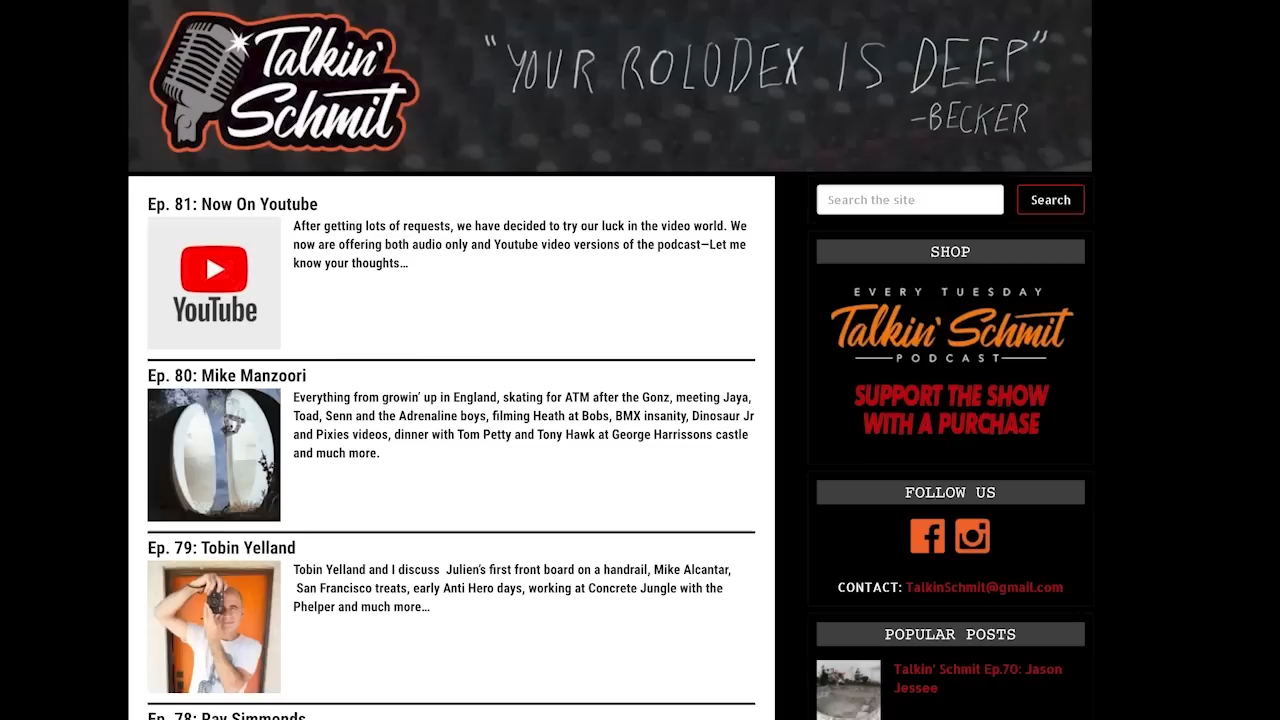 Talkin'
Schmit
"YOUR ROLODEX IS DEEP"
-BECKER
Ep. 81: Now On Youtube
After getting lots of requests, we have decided to try our luck in the video world. We
now are offering both audio only and Youtube video versions of the podcast—Let me
know your thoughts…
YouTube
Ep. 80: Mike Manzoori
Everything from growin' up in England, skating for ATM after the Gonz, meeting Jaya,
Toad, Senn and the Adrenaline boys, filming Heath at Bobs, BMX insanity, Dinosaur Jr
and Pixies videos, dinner with Tom Petty and Tony Hawk at George Harrissons castle
and much more.
Ep. 79: Tobin Yelland
Tobin Yelland and I discuss  Julien's first front board on a handrail, Mike Alcantar,
San Francisco treats, early Anti Hero days, working at Concrete Jungle with the
Phelper and much more…
Ep. 78: Ray Simmonds
Search the site
Search
SHOP
EVERY TUESDAY
Talkin' Schmit
PODCAST
SUPPORT THE SHOW
WITH A PURCHASE
FOLLOW US
CONTACT: TalkinSchmit@gmail.com
POPULAR POSTS
Talkin' Schmit Ep.70: Jason
Jessee